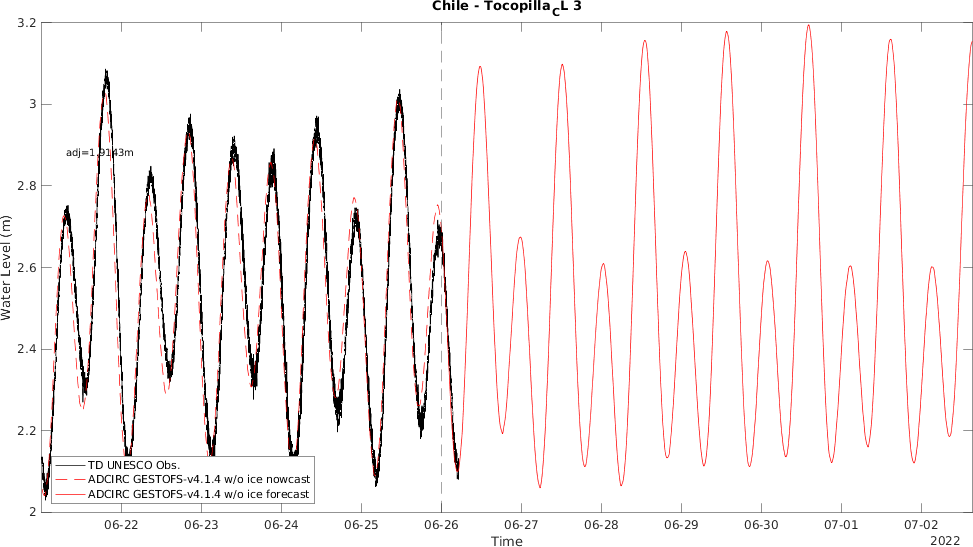 Chile - Tocopilla_CL 3
3.2
3
2.8
2.6
2.4
2.2
2
Water Level (m)
adj=1.9143m
TD UNESCO Obs.
ADCIRC GESTOFS-v4.1.4 w/o ice nowcast
ADCIRC GESTOFS-v4.1.4 w/o ice forecast
06-22
06-23
06-24
06-25
06-26
06-27
06-28
06-29
06-30
07-01
07-02
Time
2022